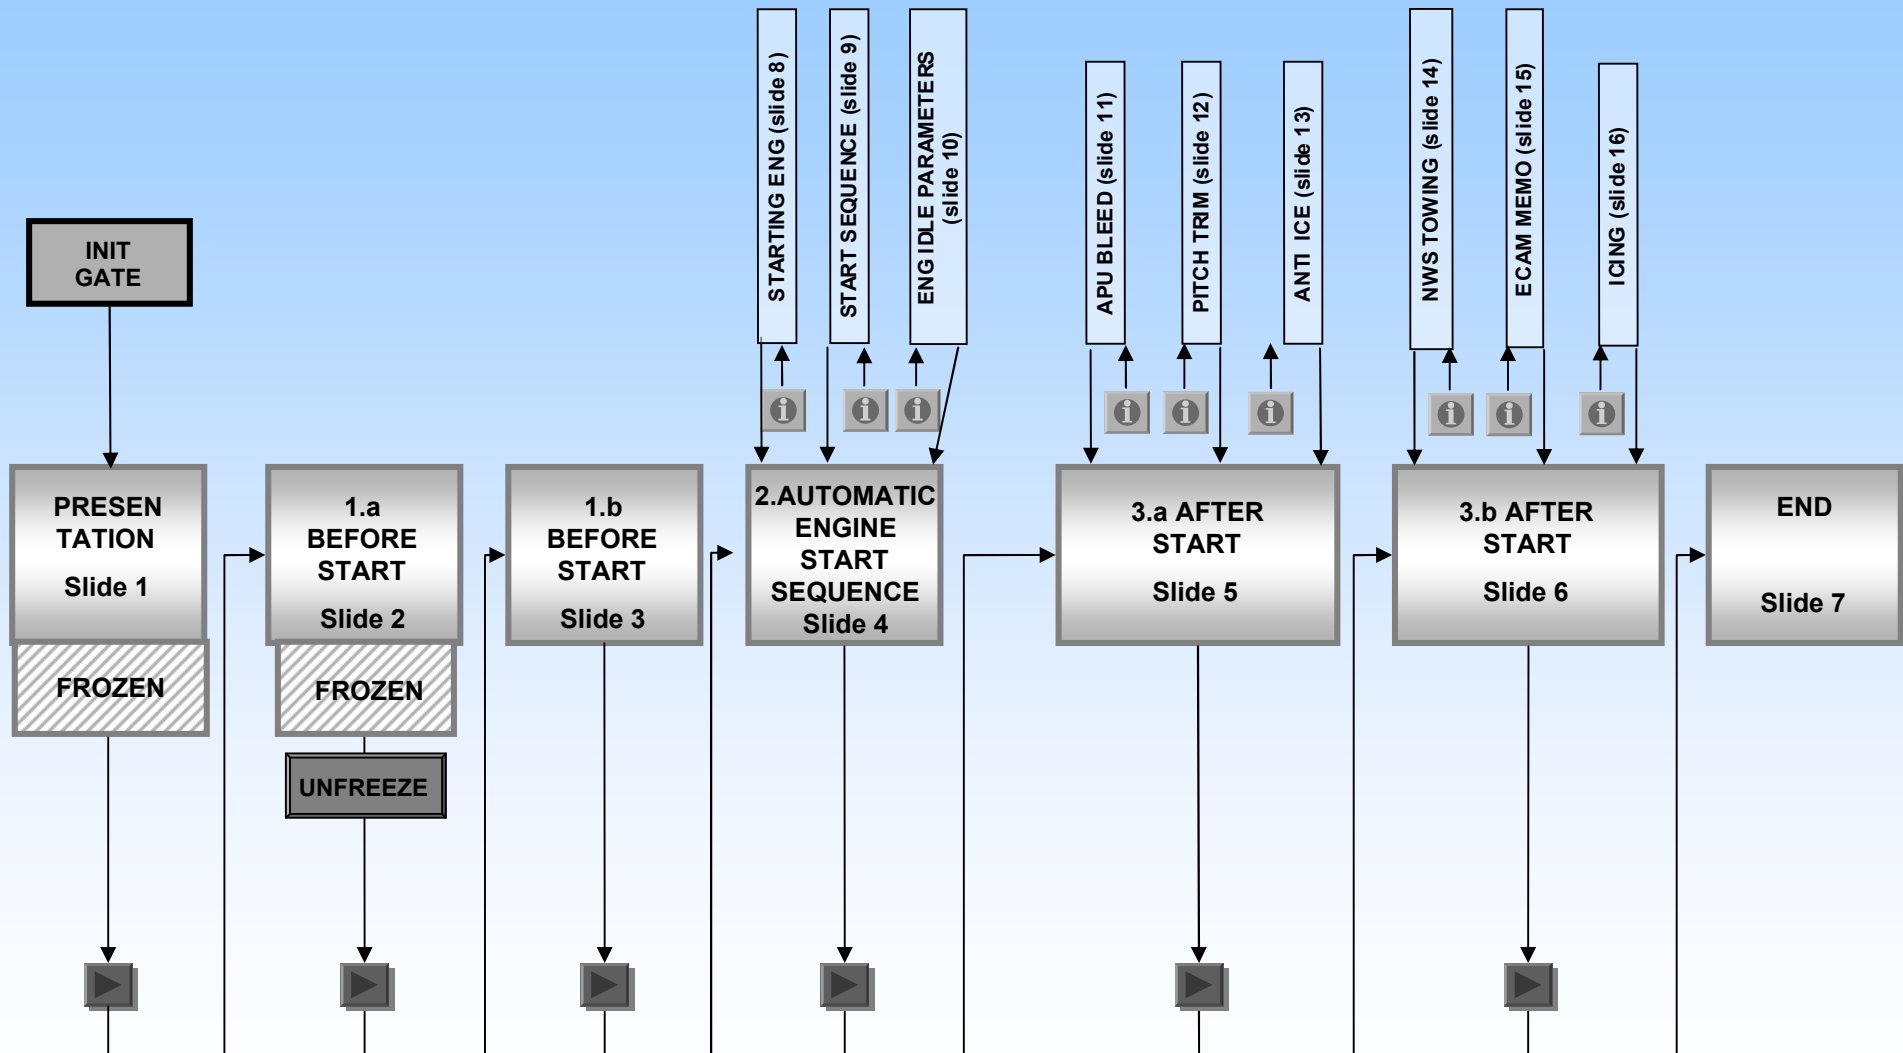 STARTING ENG (slide 8)
START SEQUENCE (slide 9)
ENG IDLE PARAMETERS
(slide 10)
APU BLEED (slide 11)
PITCH TRIM (slide 12)
ANTI ICE (slide 13)
NWS TOWING (slide 14)
ECAM MEMO (slide 15)
ICING (slide 16)
INIT
GATE
PRESEN
TATION
Slide 1
FROZEN
1.a
BEFORE
START
Slide 2
FROZEN
UNFREEZE
1.b
BEFORE
START
Slide 3
2.AUTOMATIC
ENGINE
START
SEQUENCE
Slide 4
3.a AFTER
START
Slide 5
3.b AFTER
START
Slide 6
END
Slide 7